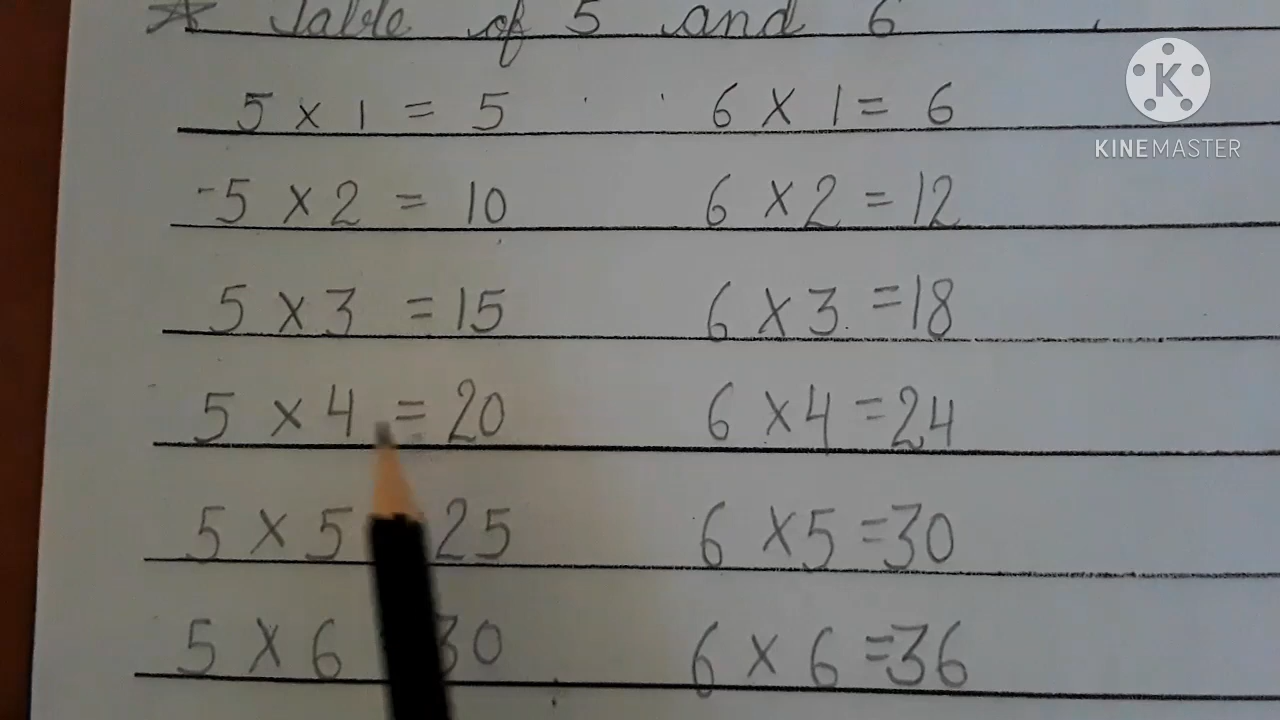 ☆ Table of 5 and 6
5 × 1 = 5 6 × 1 = 6
-5 × 2 = 10 6 × 2 = 12
5 × 3 = 15 6 × 3 = 18
5 × 4 = 20 6 × 4 = 24
5 × 5 25 6 × 5 = 30
5 × 6 30 6 × 6 = 36
K
KINEMASTER